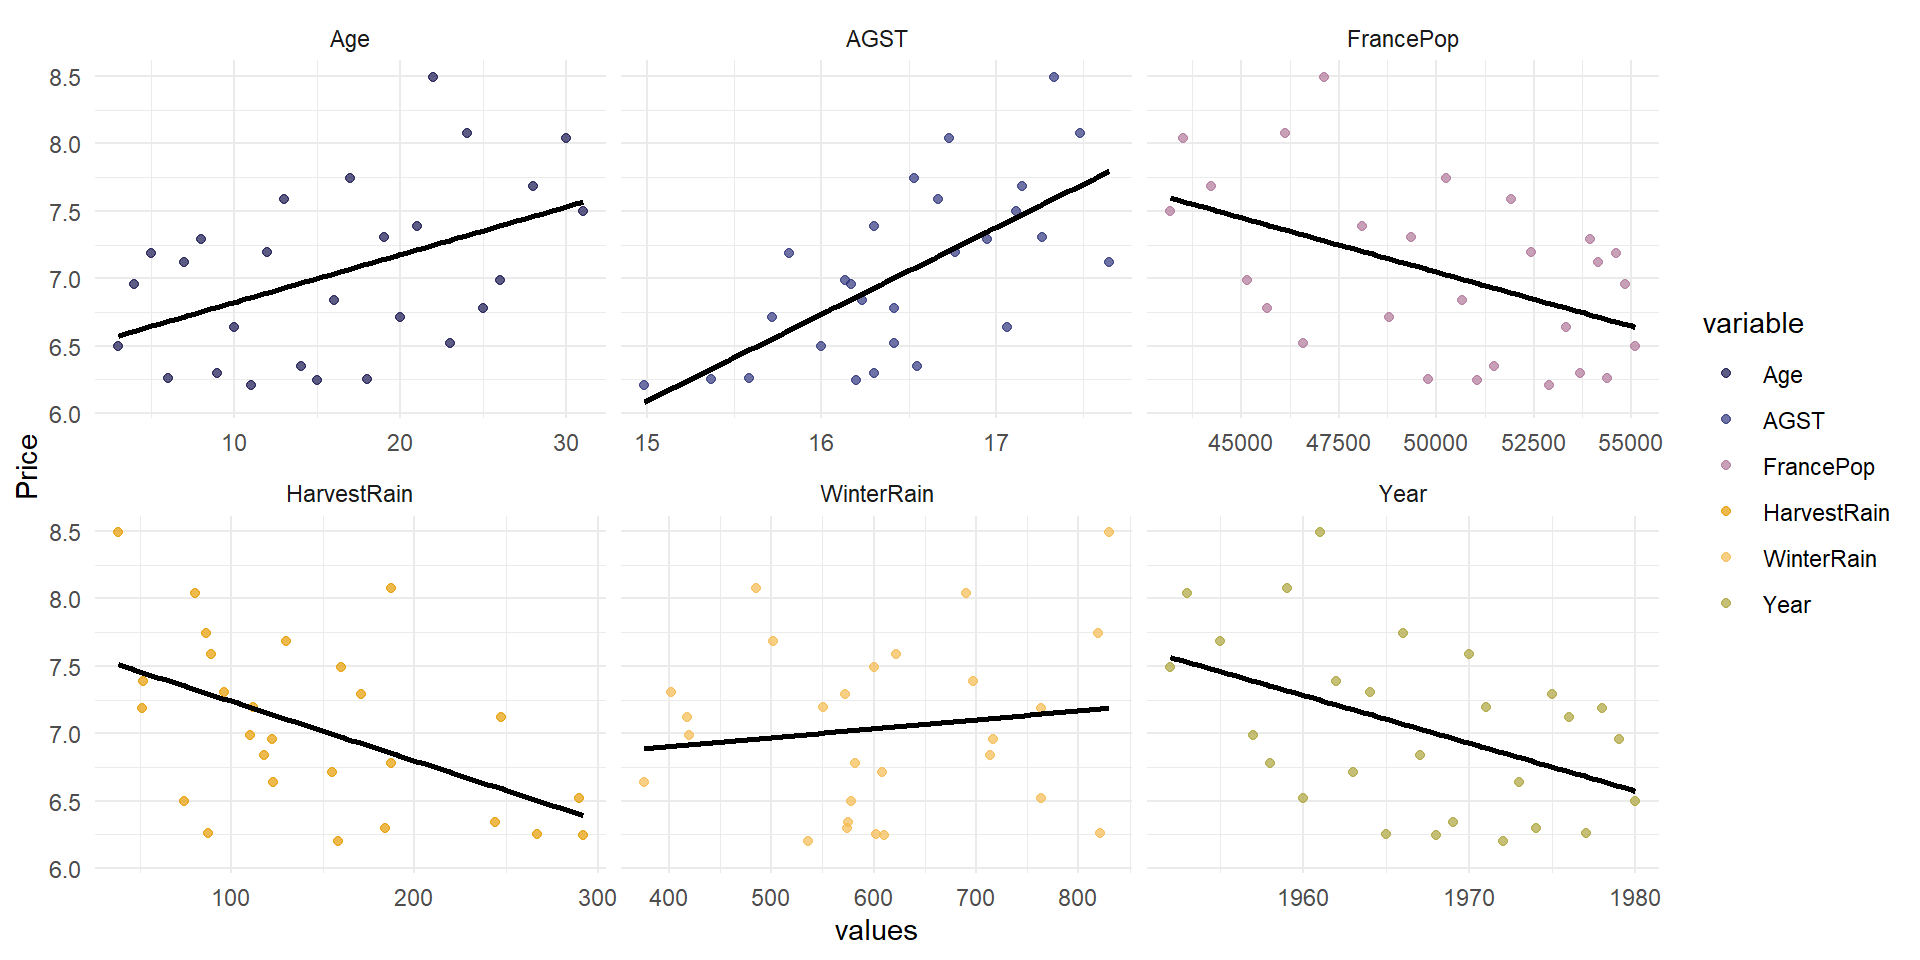 Age
AGST
FrancePop
8.5
8.0
7.5
7.0
6.5
6.0
10 20 30
15 16 17
45000 47500 50000 52500 55000
Price
HarvestRain
WinterRain
Year
8.5
8.0
7.5
7.0
6.5
6.0
100 200 300
400 500 600 700 800
1960 1970 1980
values
variable
Age
AGST
FrancePop
HarvestRain
WinterRain
Year